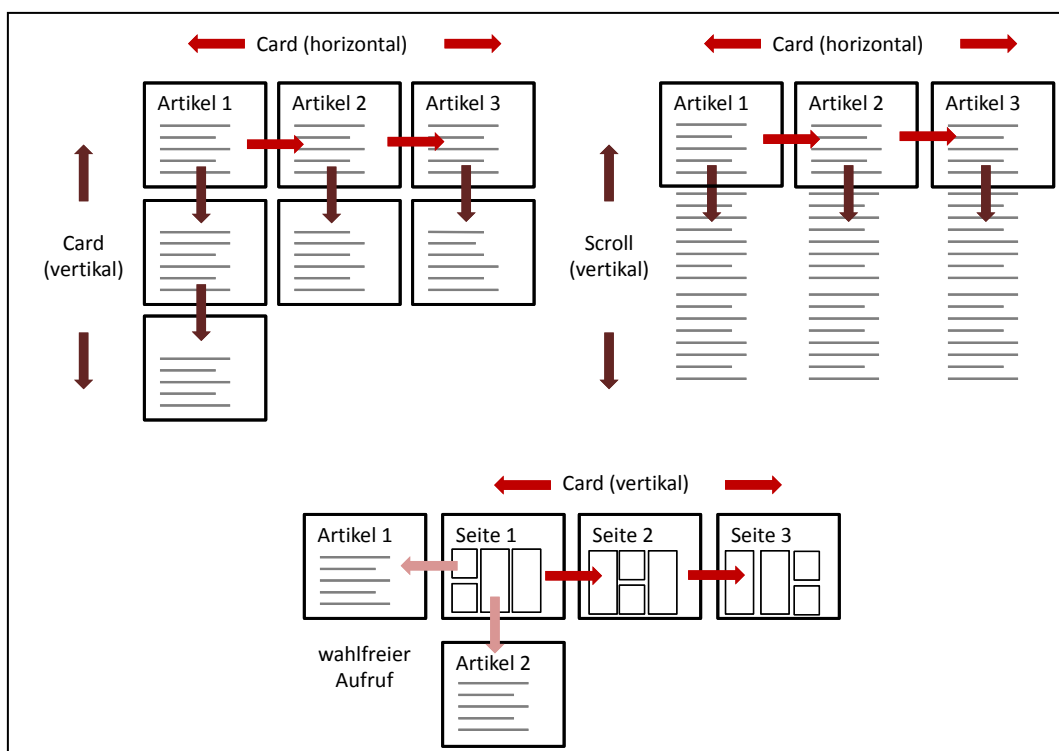 Card (horizontal)
Artikel 1
Artikel 2
Artikel 3
Card
(vertikal)
Card (horizontal)
Artikel 1
Artikel 2
Artikel 3
Scroll
(vertikal)
Card (vertikal)
Artikel 1
Seite 1
Seite 2
Seite 3
wahlfreier
Aufruf
Artikel 2